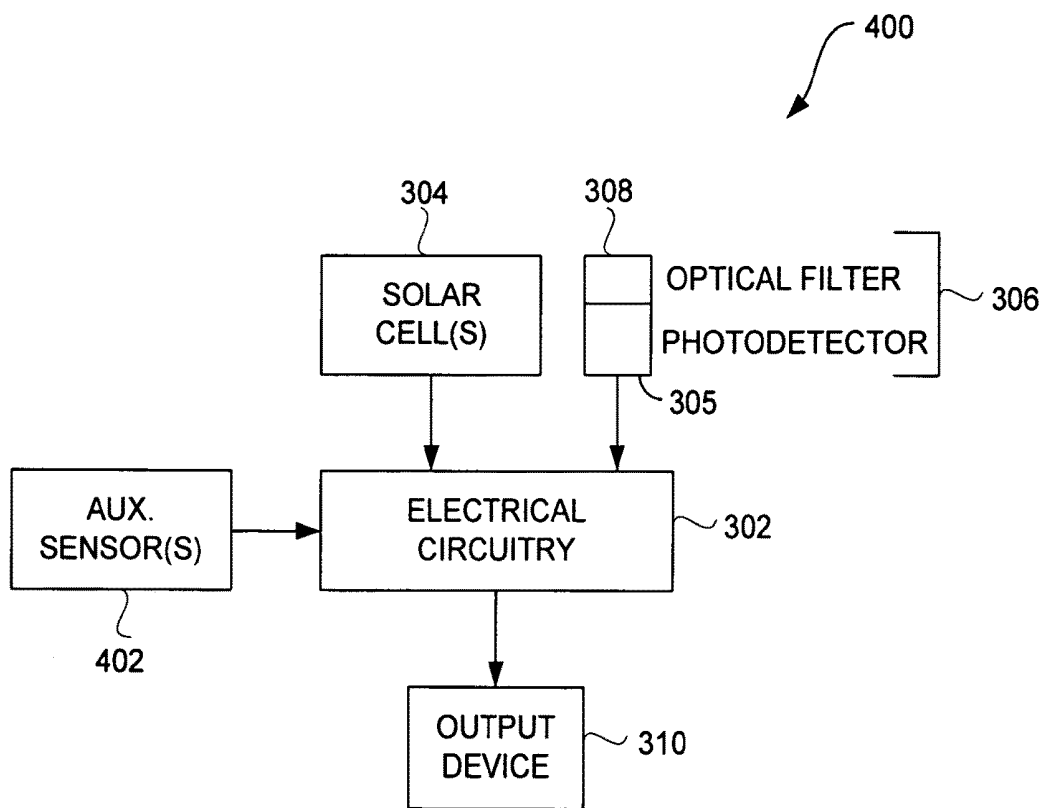 400
304
308
SOLAR
CELL(S)
OPTICAL FILTER
PHOTODETECTOR
306
305
AUX.
SENSOR(S)
ELECTRICAL
CIRCUITRY
302
402
OUTPUT
DEVICE
310